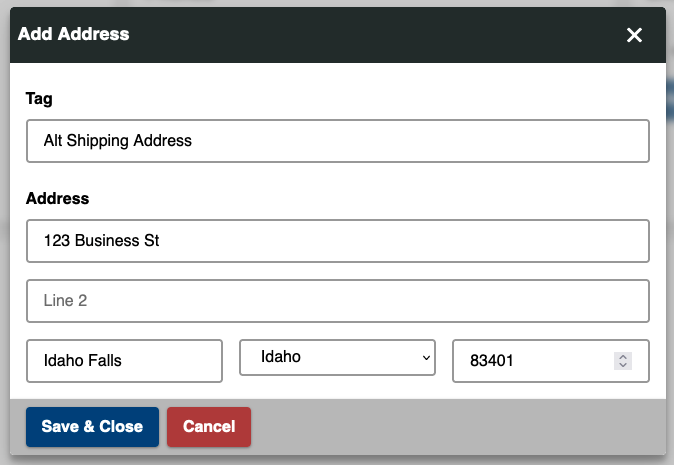 Add Address
Tag
Alt Shipping Address
Address
123 Business St
Line 2
Idaho Falls Idaho 83401
Save & Close Cancel